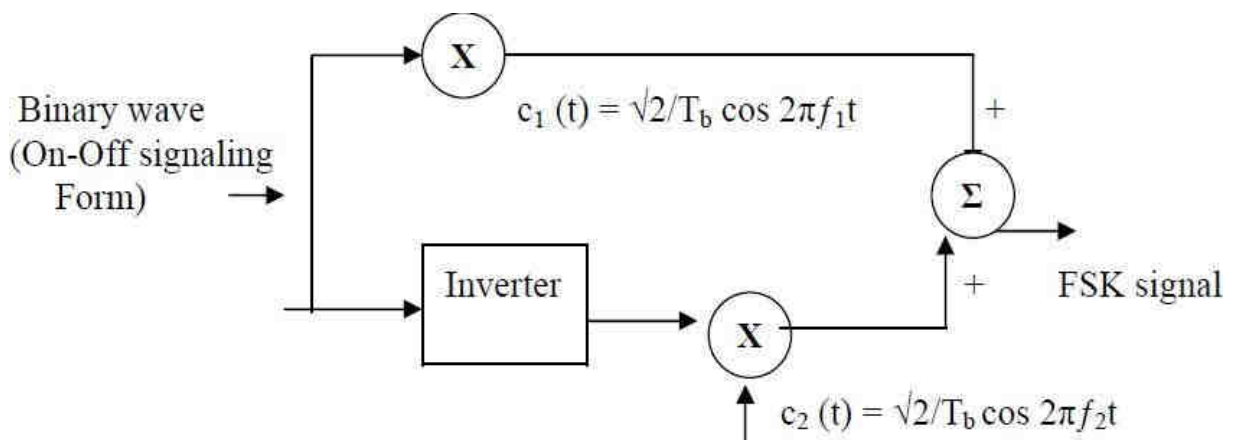 X
c₁ (t) = √2/T_b cos 2πf₁t
Binary wave
(On-Off signaling
Form)
+
Σ
Inverter
+
FSK signal
X
c₂ (t) = √2/T_b cos 2πf₂t